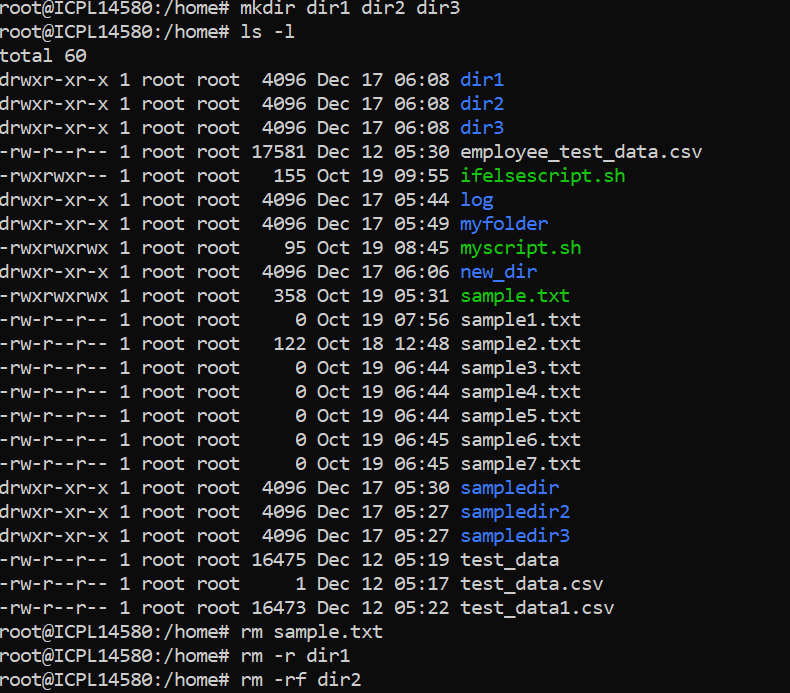 root@ICPL14580:/home# mkdir dir1 dir2 dir3
root@ICPL14580:/home# ls -l
total 60
drwxr-xr-x 1 root root  4096 Dec 17 06:08 dir1
drwxr-xr-x 1 root root  4096 Dec 17 06:08 dir2
drwxr-xr-x 1 root root  4096 Dec 17 06:08 dir3
-rw-r--r-- 1 root root 17581 Dec 12 05:30 employee_test_data.csv
-rwxrwxr-- 1 root root   155 Oct 19 09:55 ifelsescript.sh
drwxr-xr-x 1 root root  4096 Dec 17 05:44 log
drwxr-xr-x 1 root root  4096 Dec 17 05:49 myfolder
-rwxrwxrwx 1 root root    95 Oct 19 08:45 myscript.sh
drwxr-xr-x 1 root root  4096 Dec 17 06:06 new_dir
-rwxrwxrwx 1 root root   358 Oct 19 05:31 sample.txt
-rw-r--r-- 1 root root     0 Oct 19 07:56 sample1.txt
-rw-r--r-- 1 root root   122 Oct 18 12:48 sample2.txt
-rw-r--r-- 1 root root     0 Oct 19 06:44 sample3.txt
-rw-r--r-- 1 root root     0 Oct 19 06:44 sample4.txt
-rw-r--r-- 1 root root     0 Oct 19 06:44 sample5.txt
-rw-r--r-- 1 root root     0 Oct 19 06:45 sample6.txt
-rw-r--r-- 1 root root     0 Oct 19 06:45 sample7.txt
drwxr-xr-x 1 root root  4096 Dec 17 05:30 sampledir
drwxr-xr-x 1 root root  4096 Dec 17 05:27 sampledir2
drwxr-xr-x 1 root root  4096 Dec 17 05:27 sampledir3
-rw-r--r-- 1 root root 16475 Dec 12 05:19 test_data
-rw-r--r-- 1 root root     1 Dec 12 05:17 test_data.csv
-rw-r--r-- 1 root root 16473 Dec 12 05:22 test_data1.csv
root@ICPL14580:/home# rm sample.txt
root@ICPL14580:/home# rm -r dir1
root@ICPL14580:/home# rm -rf dir2